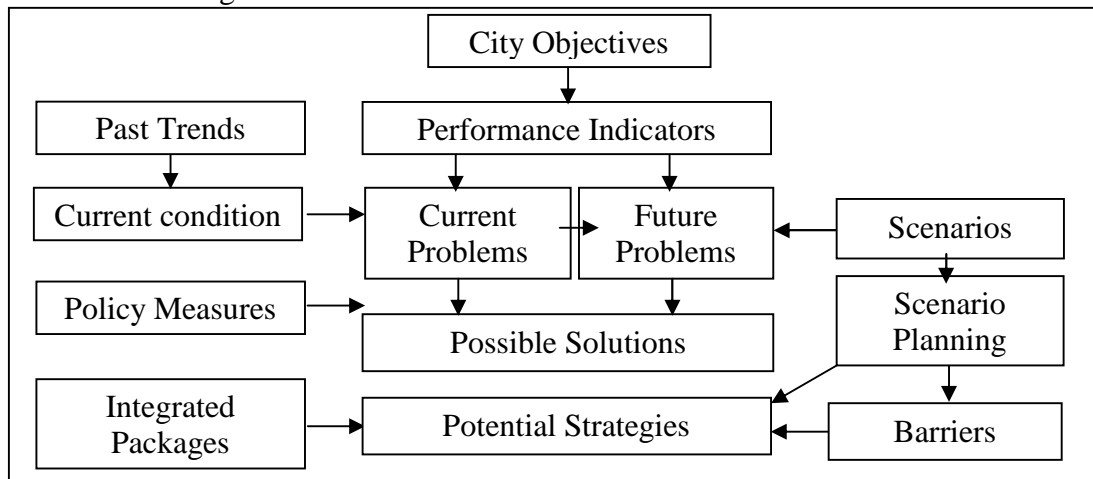 City Objectives
Past Trends
Performance Indicators
Current condition
Current
Problems
Future
Problems
Scenarios
Policy Measures
Possible Solutions
Scenario
Planning
Integrated
Packages
Potential Strategies
Barriers